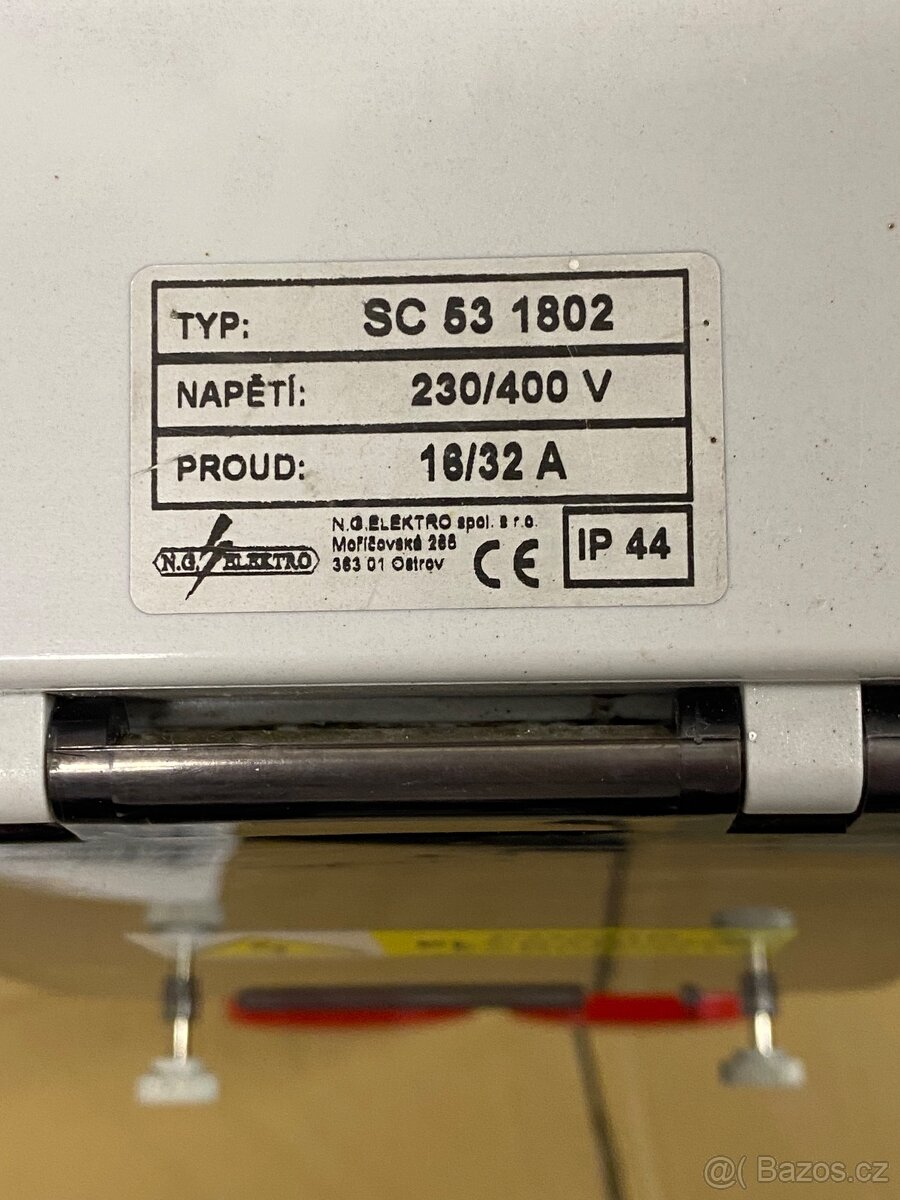 TYP: SC 53 1802
NAPĚTÍ: 230/400 V
PROUD: 16/32 A
N.G. ELEKTRO
N.G.ELEKTRO spol. s r.o.
Mořičovská 285
363 01 Ostrov
CE
IP 44
@( Bazos.cz